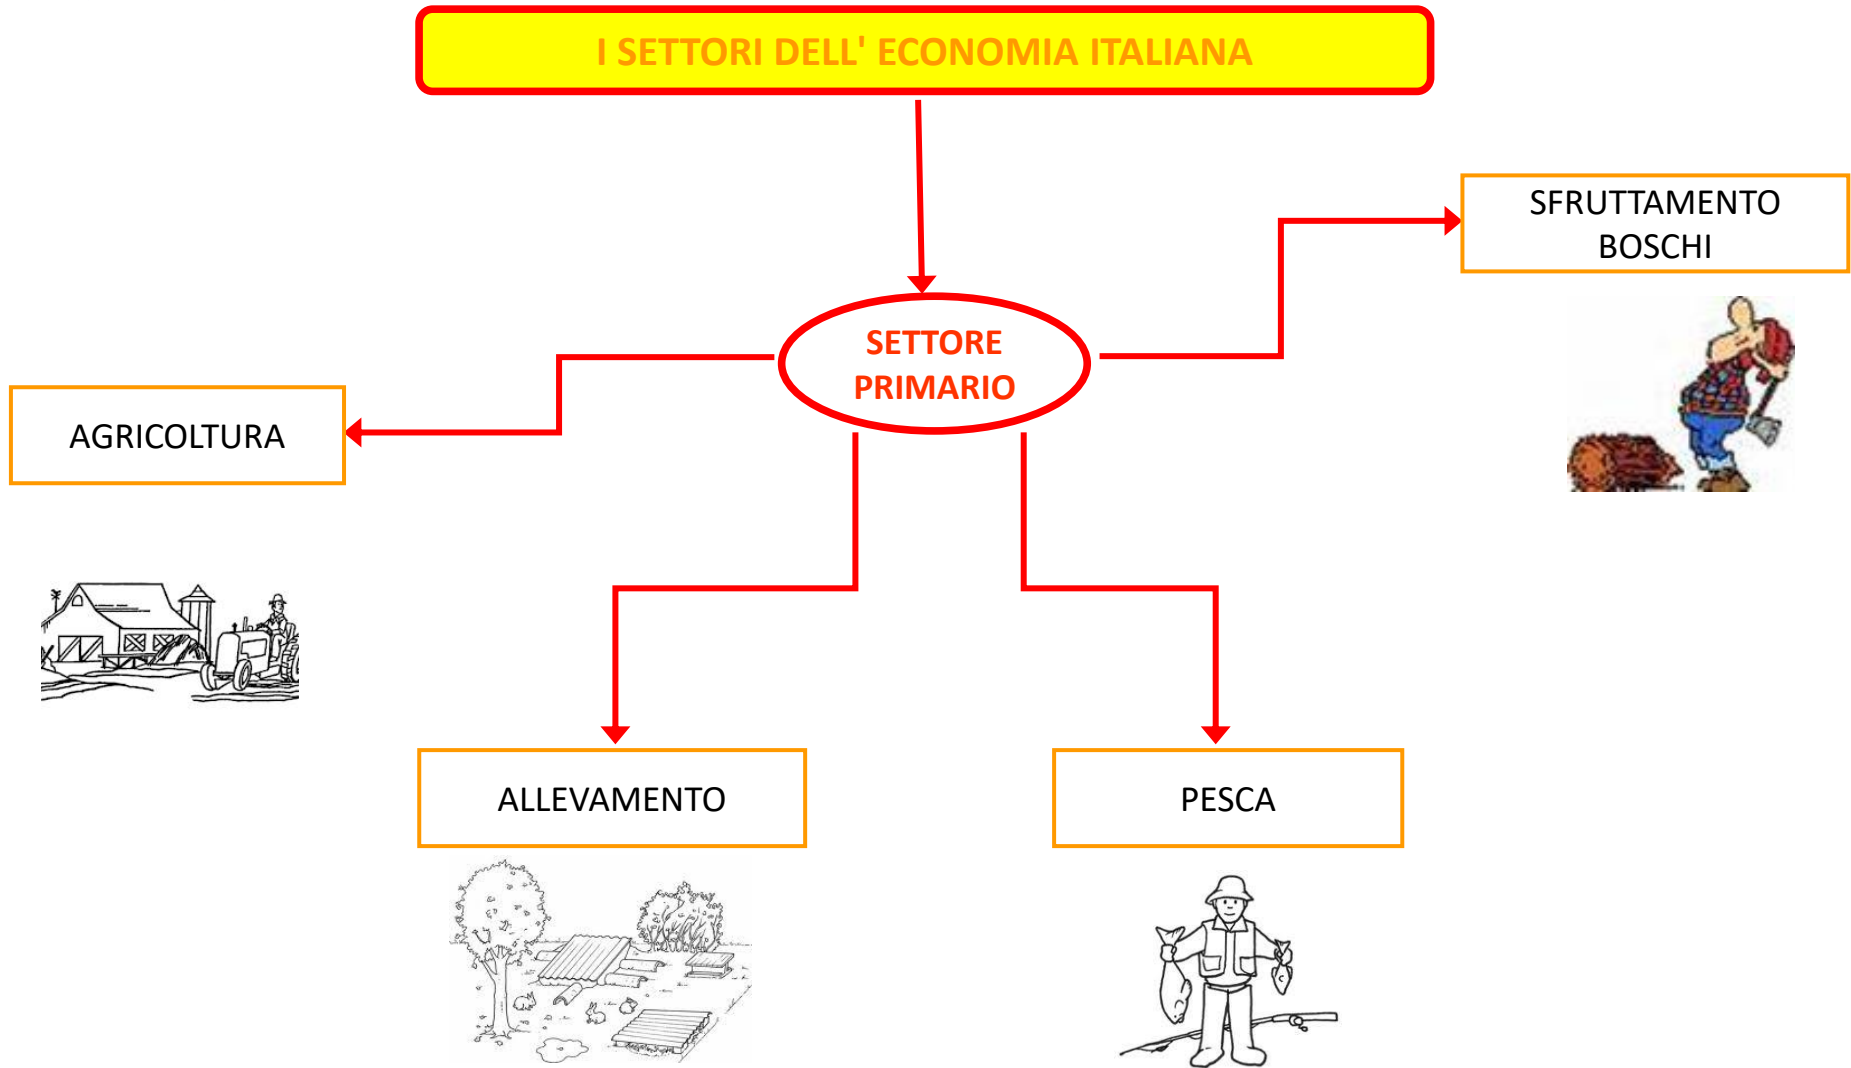 I SETTORI DELL' ECONOMIA ITALIANA
SFRUTTAMENTO
BOSCHI
SETTORE
PRIMARIO
AGRICOLTURA
ALLEVAMENTO
PESCA